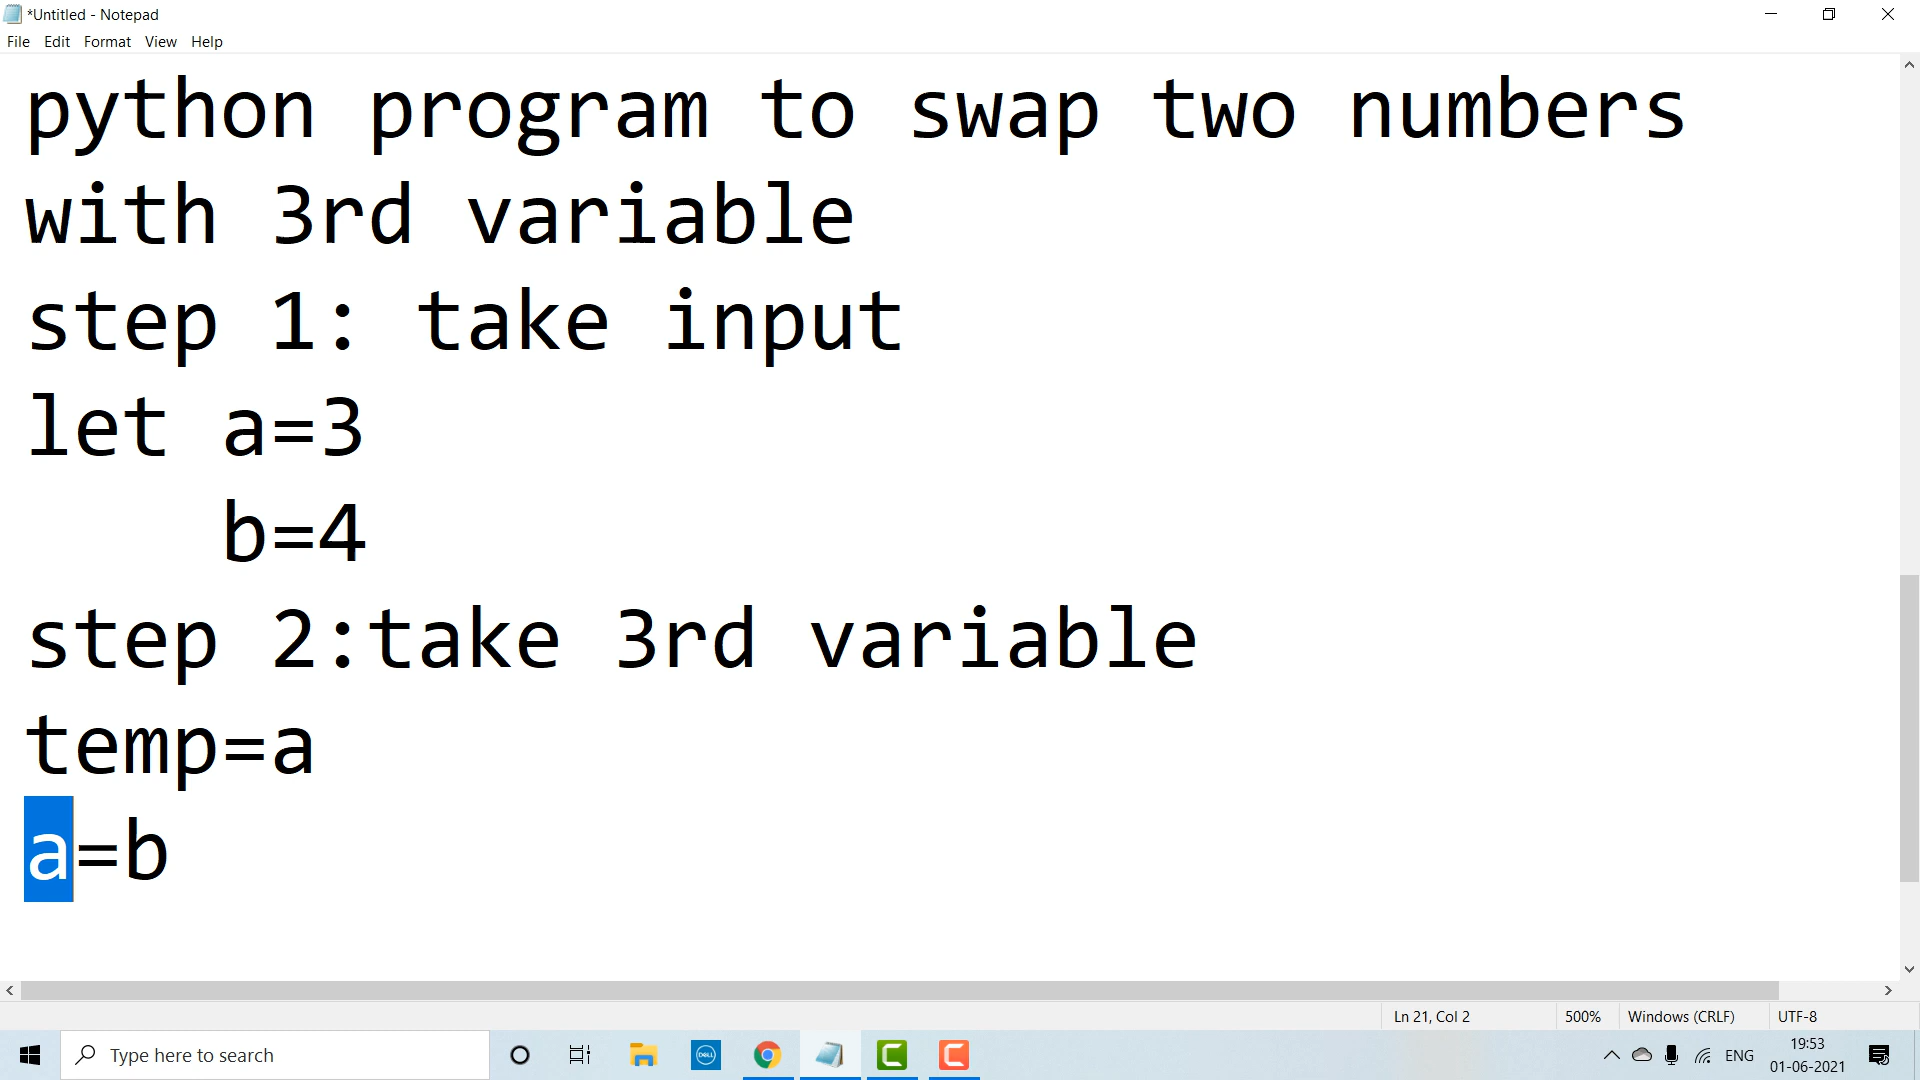 *Untitled - Notepad
File Edit Format View Help
python program to swap two numbers
with 3rd variable
step 1: take input
let a=3
b=4
step 2:take 3rd variable
temp=a
a=b
Ln 21, Col 2 500% Windows (CRLF) UTF-8
Type here to search
DELL
ENG
19:53
01-06-2021